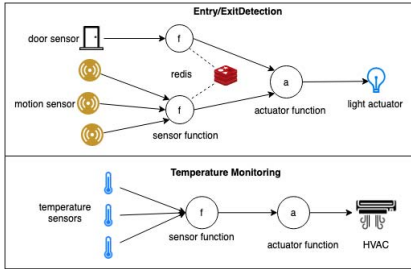 Entry/ExitDetection
door sensor
f
redis
motion sensor
f
a
sensor function
actuator function
light actuator
Temperature Monitoring
temperature
sensors
f
a
sensor function
actuator function
HVAC